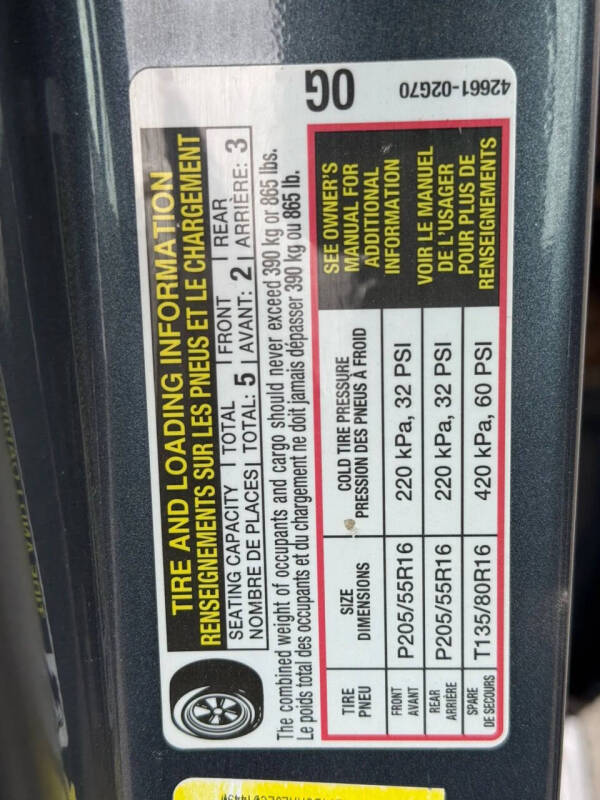 TIRE AND LOADING INFORMATION
RENSEIGNEMENTS SUR LES PNEUS ET LE CHARGEMENT
SEATING CAPACITY | TOTAL | FRONT | REAR
NOMBRE DE PLACES | TOTAL: 5 | AVANT: 2 | ARRIÈRE: 3
The combined weight of occupants and cargo should never exceed 390 kg or 865 lbs.
Le poids total des occupants et du chargement ne doit jamais dépasser 390 kg ou 865 lb.
TIRE
PNEU
SIZE
DIMENSIONS
COLD TIRE PRESSURE
PRESSION DES PNEUS À FROID
SEE OWNER'S
MANUAL FOR
ADDITIONAL
INFORMATION
VOIR LE MANUEL
DE L'USAGER
POUR PLUS DE
RENSEIGNEMENTS
FRONT
AVANT
P205/55R16
220 kPa, 32 PSI
REAR
ARRIÈRE
P205/55R16
220 kPa, 32 PSI
SPARE
DE SECOURS
T135/80R16
420 kPa, 60 PSI
0G
42661-02G70